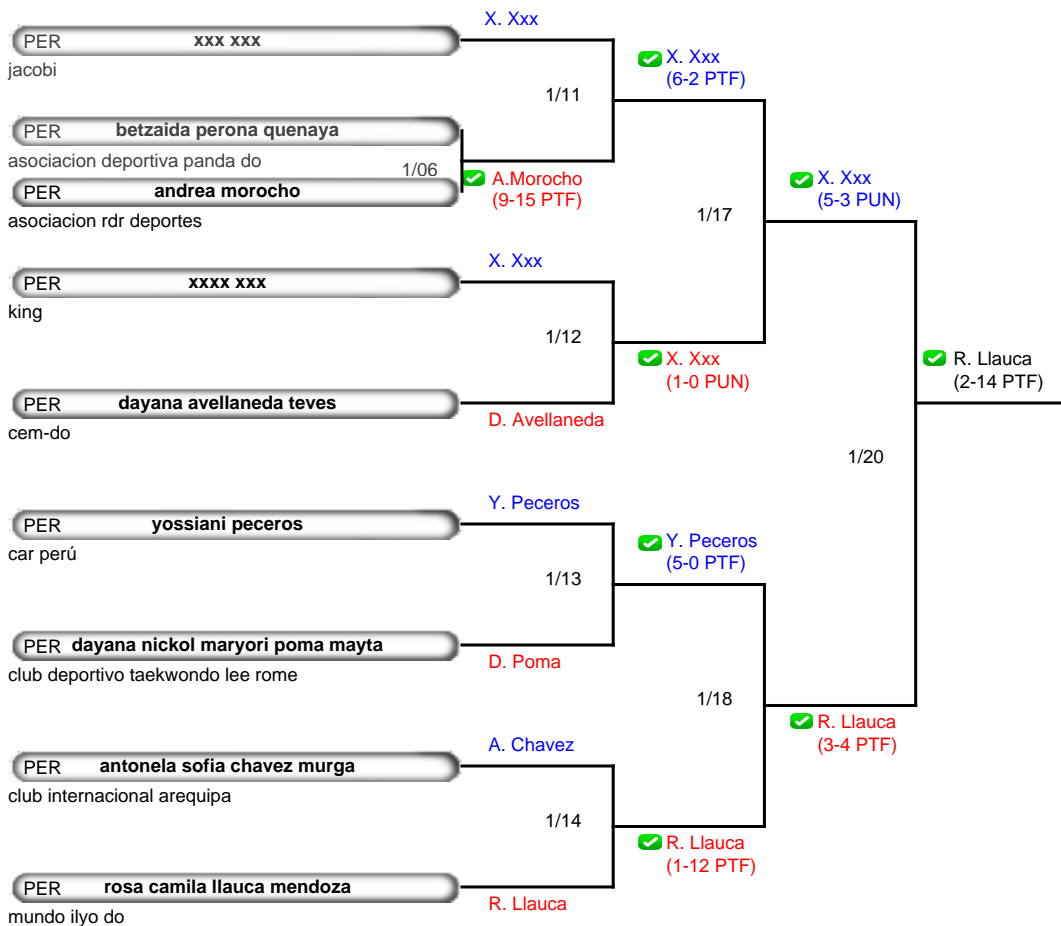 X. Xxx
PER xxx xxx
jacobi
X. Xxx
(6-2 PTF)
1/11
PER betzaida perona quenaya
asociacion deportiva panda do
1/06
A.Morocho
(9-15 PTF)
PER andrea morocho
asociacion rdr deportes
X. Xxx
(5-3 PUN)
1/17
X. Xxx
PER xxxx xxx
king
1/12
X. Xxx
(1-0 PUN)
R. Llauca
(2-14 PTF)
PER dayana avellaneda teves
cem-do
D. Avellaneda
1/20
Y. Peceros
PER yossiani peceros
car perú
Y. Peceros
(5-0 PTF)
1/13
PER dayana nickol maryori poma mayta
club deportivo taekwondo lee rome
D. Poma
1/18
R. Llauca
(3-4 PTF)
A. Chavez
PER antonela sofia chavez murga
club internacional arequipa
1/14
R. Llauca
(1-12 PTF)
PER rosa camila llauca mendoza
mundo ilyo do
R. Llauca